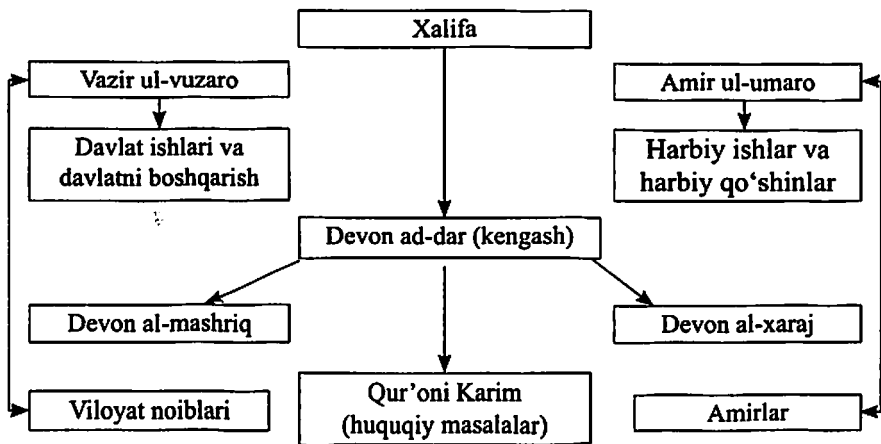 Xalifa
Vazir ul-vuzaro
Amir ul-umaro
Davlat ishlari va
davlatni boshqarish
Harbiy ishlar va
harbiy qo‘shinlar
Devon ad-dar (kengash)
Devon al-mashriq
Devon al-xaraj
Viloyat noiblari
Qur’oni Karim
(huquqiy masalalar)
Amirlar